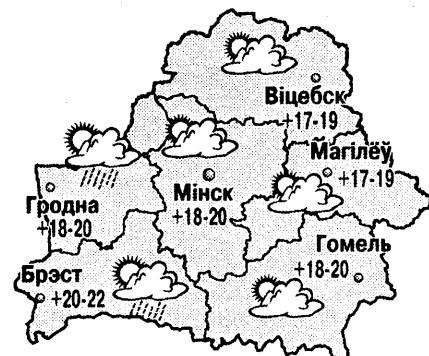 Віцебск
+17-19
Магілёў
+17-19
Мінск
+18-20
Гродна
+18-20
Гомель
+18-20
Брэст
+20-22